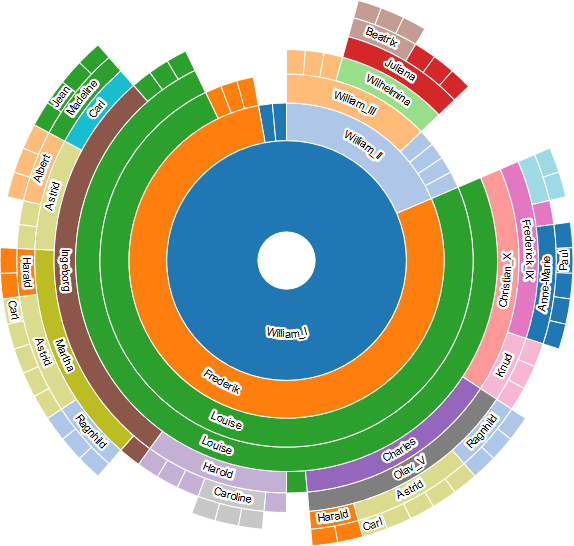 Beatrix
Juliana
Wilhelmina
William_III
William_II
Jean
Madeline
Carl
Albert
Astrid
Ingeborg
Harald
Carl
Astrid
Martha
Ragnhild
William_I
Frederik
Louise
Louise
Harold
Caroline
Christian_X
Frederick_IX
Anne-Marie
Paul
Knud
Charles
Olav_V
Ragnhild
Astrid
Harald
Carl